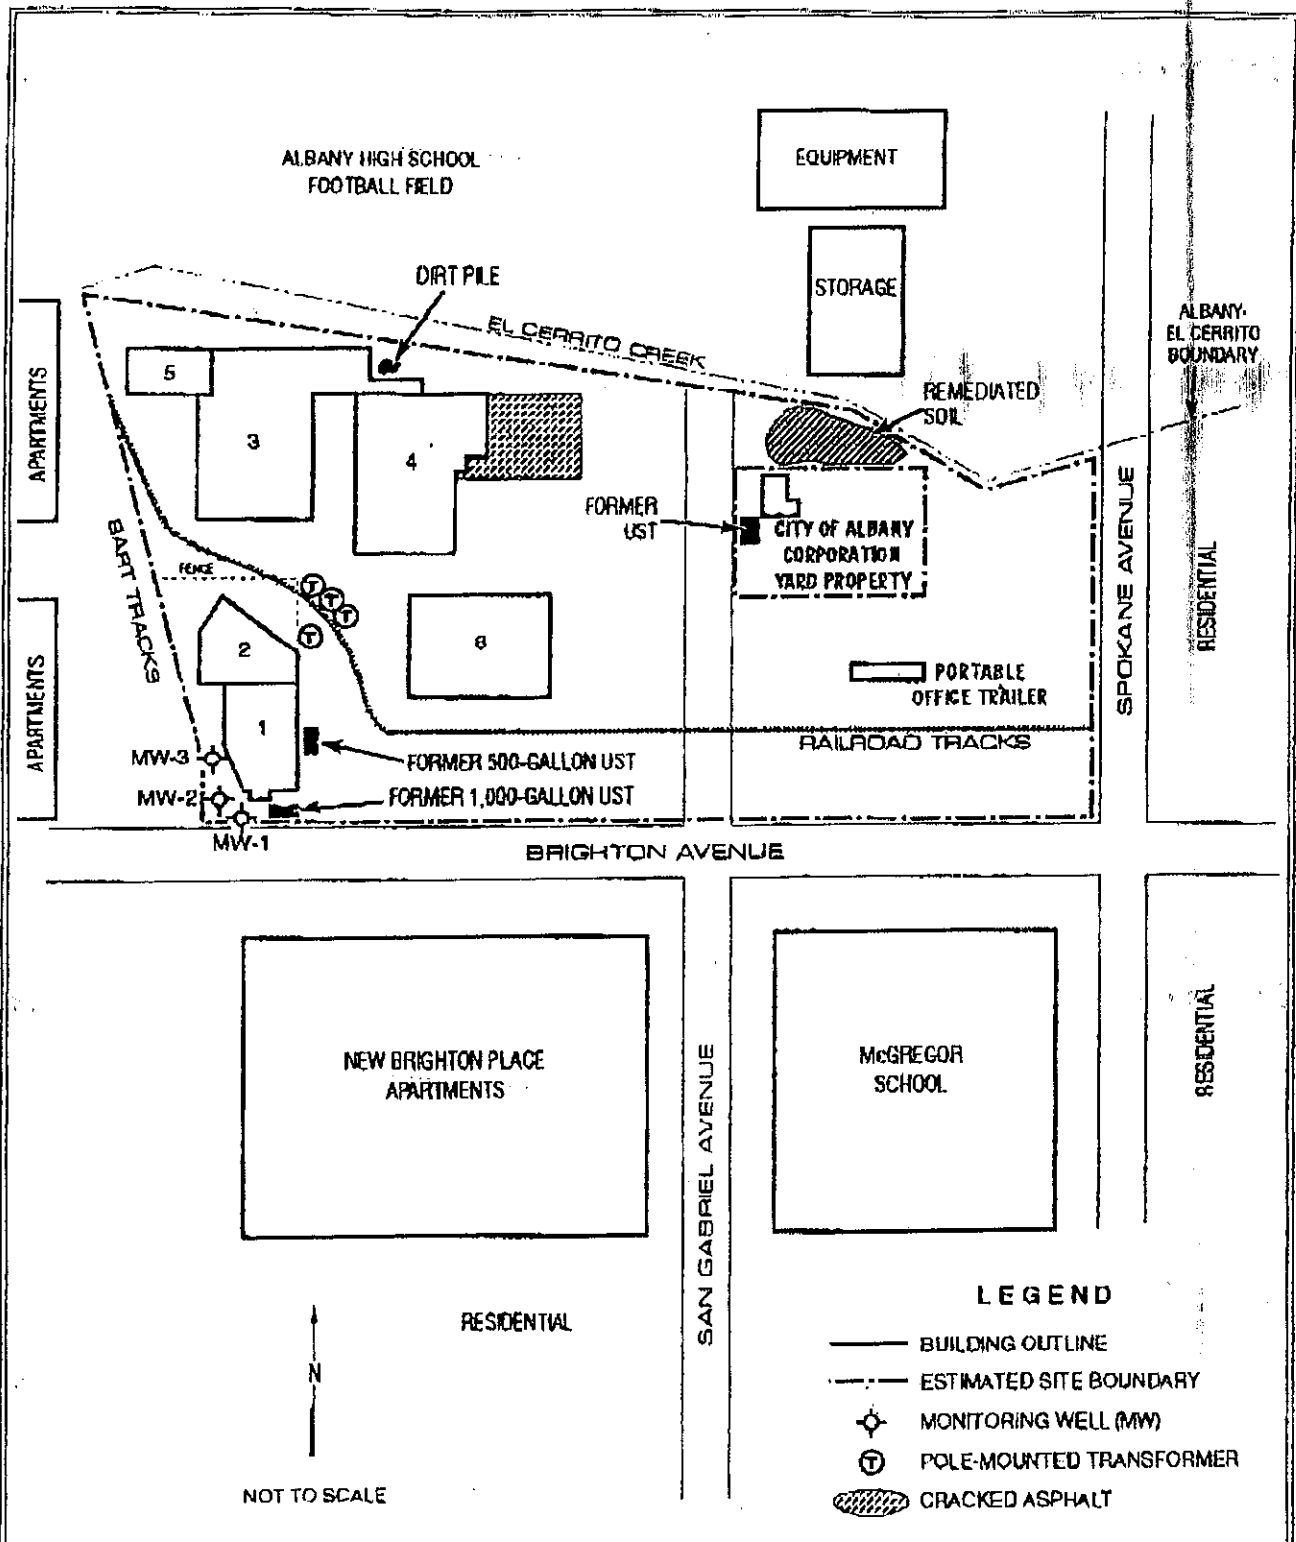 ALBANY HIGH SCHOOL
FOOTBALL FIELD
EQUIPMENT
STORAGE
DIRT PILE
EL CERRITO CREEK
ALBANY-
EL CERRITO
BOUNDARY
REMEDIATED
SOIL
APARTMENTS
5
3
4
FORMER
UST
CITY OF ALBANY
CORPORATION
YARD PROPERTY
SPOKANE AVENUE
RESIDENTIAL
BART TRACKS
FENCE
T
T
T
T
APARTMENTS
2
6
PORTABLE
OFFICE TRAILER
1
RAILROAD TRACKS
MW-3
FORMER 500-GALLON UST
MW-2
FORMER 1,000-GALLON UST
MW-1
BRIGHTON AVENUE
NEW BRIGHTON PLACE
APARTMENTS
SAN GABRIEL AVENUE
McGREGOR
SCHOOL
RESIDENTIAL
RESIDENTIAL
N
NOT TO SCALE
LEGEND
BUILDING OUTLINE
ESTIMATED SITE BOUNDARY
MONITORING WELL (MW)
T POLE-MOUNTED TRANSFORMER
CRACKED ASPHALT